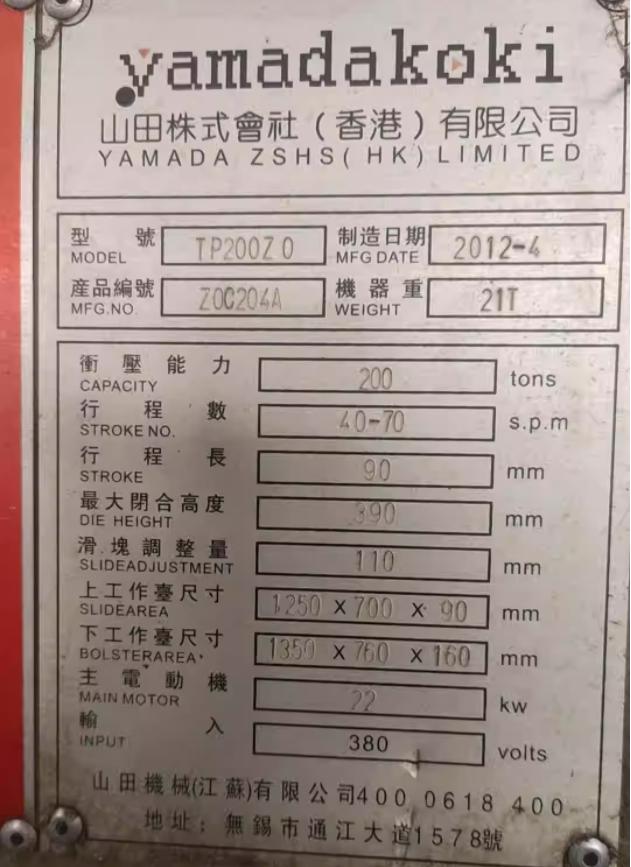 yamadakoki
山田株式會社（香港）有限公司
YAMADA ZSHS(HK)LIMITED
型號 TP200Z0 制造日期 2012-4
MODEL MFG DATE
産品編號 Z0C204A 機器重 21T
MFG.NO. WEIGHT
衝壓能力 200 tons
CAPACITY
行程數 40-70 s.p.m
STROKE NO.
行程長 90 mm
STROKE
最大閉合高度 390 mm
DIE HEIGHT
滑塊調整量 110 mm
SLIDEADJUSTMENT
上工作臺尺寸 1250 X 700 X 90 mm
SLIDEAREA
下工作臺尺寸 1350 X 760 X 160 mm
BOLSTERAREA
主電動機 22 kw
MAIN MOTOR
輸入 380 volts
INPUT
山田機械(江蘇)有限公司400 0618 400
地址：無錫市通江大道1578號